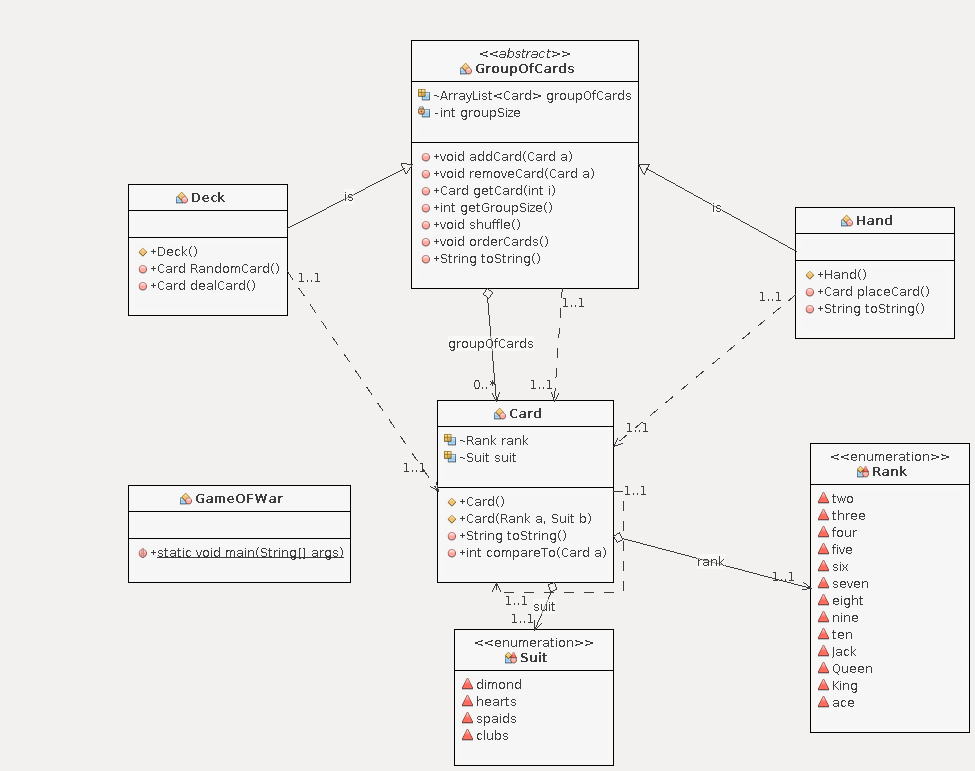 <<abstract>>
GroupOfCards
~ArrayList<Card> groupOfCards
-int groupSize
+void addCard(Card a)
+void removeCard(Card a)
+Card getCard(int i)
+int getGroupSize()
+void shuffle()
+void orderCards()
+String toString()
Deck
+Deck()
+Card RandomCard()
+Card dealCard()
is
is
Hand
+Hand()
+Card placeCard()
+String toString()
1..1
1..1
1..1
groupOfCards
0..*
1..1
1..1
1..1
Card
~Rank rank
~Suit suit
+Card()
+Card(Rank a, Suit b)
+String toString()
+int compareTo(Card a)
1..1
1..1
rank
1..1
suit
1..1
GameOFWar
+static void main(String[] args)
<<enumeration>>
Rank
two
three
four
five
six
seven
eight
nine
ten
Jack
Queen
King
ace
<<enumeration>>
Suit
dimond
hearts
spaids
clubs